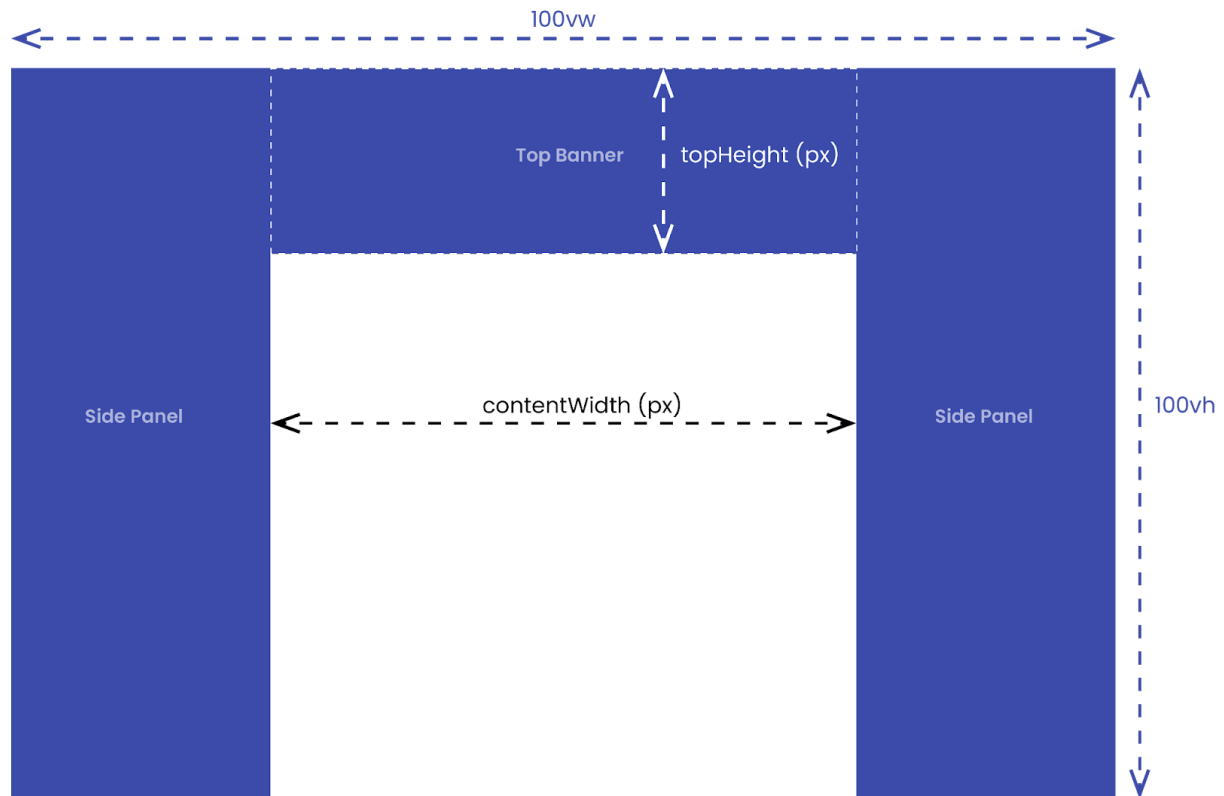 100vw
Top Banner
topHeight (px)
contentWidth (px)
Side Panel
Side Panel
100vh